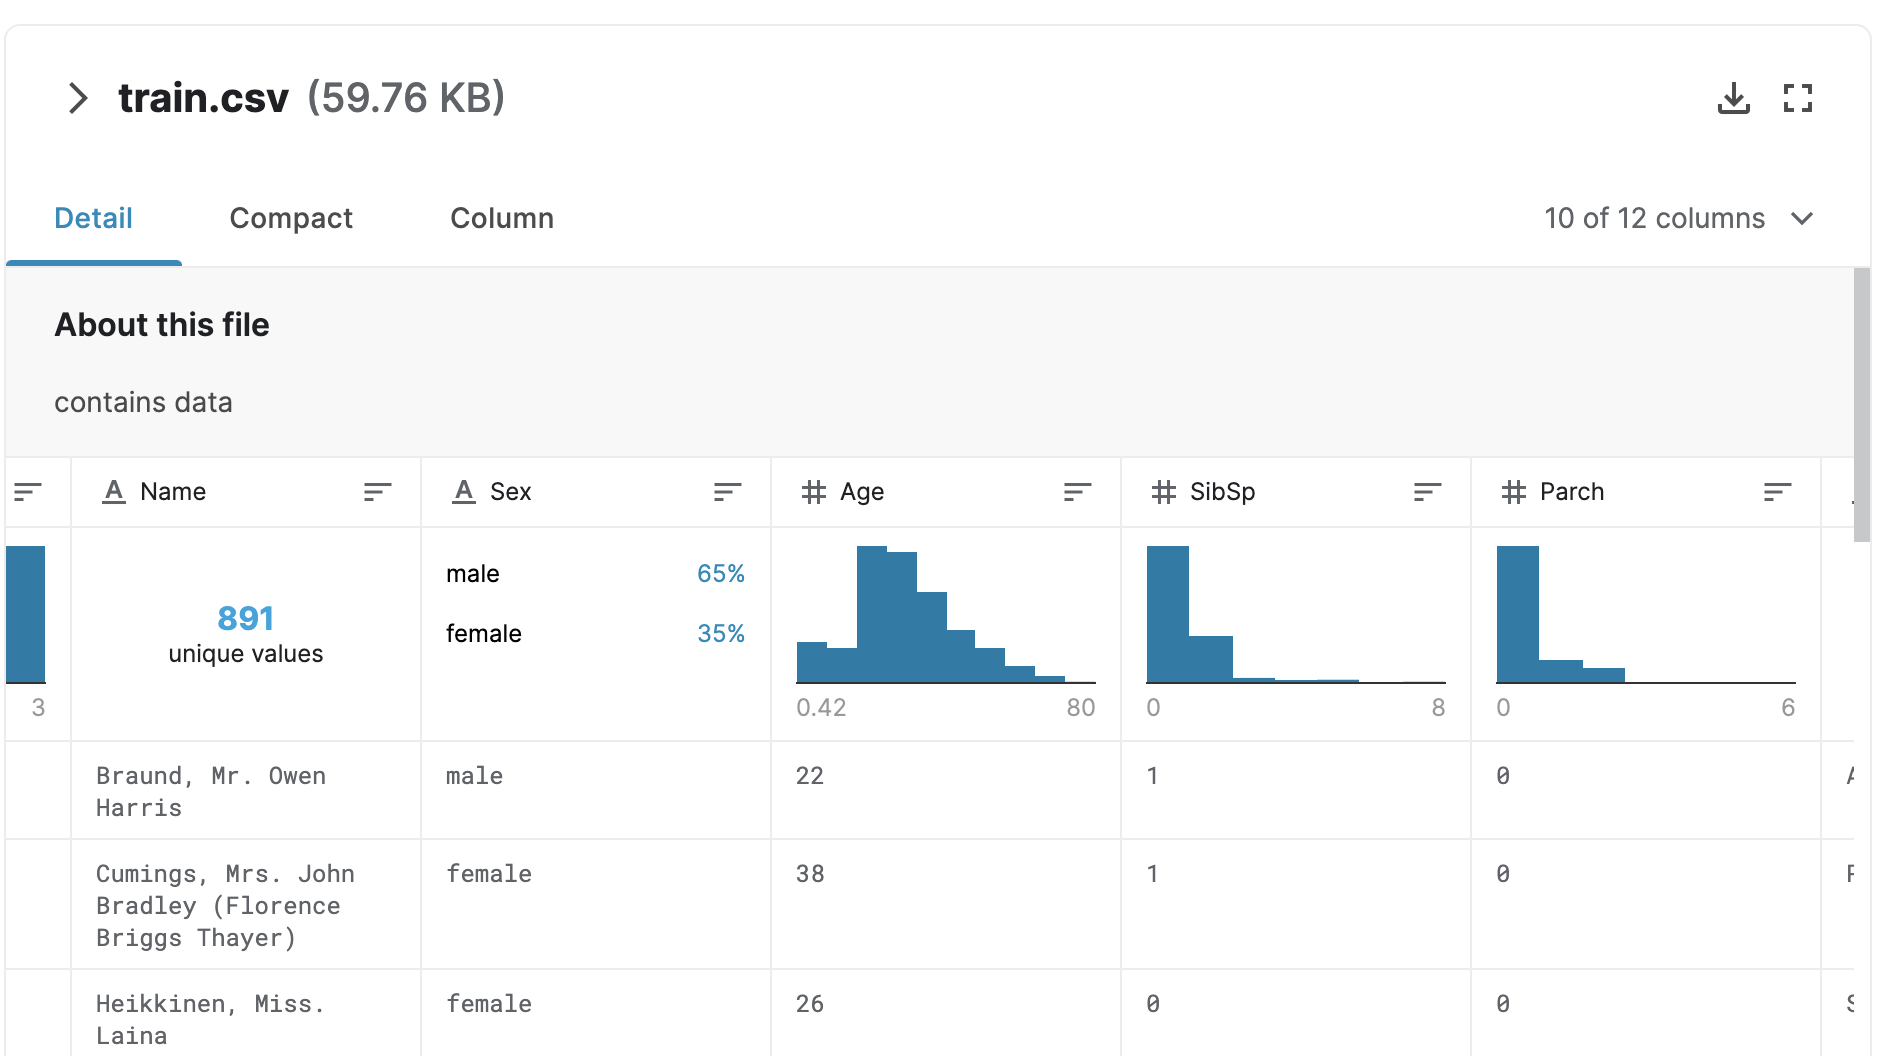 train.csv (59.76 KB)
Detail Compact Column 10 of 12 columns
About this file
contains data
Name Sex Age SibSp Parch
male 65%
891
female 35%
unique values
3 0.42 80 0 8 0 6
Braund, Mr. Owen male 22 1 0
Harris
Cumings, Mrs. John female 38 1 0
Bradley (Florence
Briggs Thayer)
Heikkinen, Miss. female 26 0 0
Laina